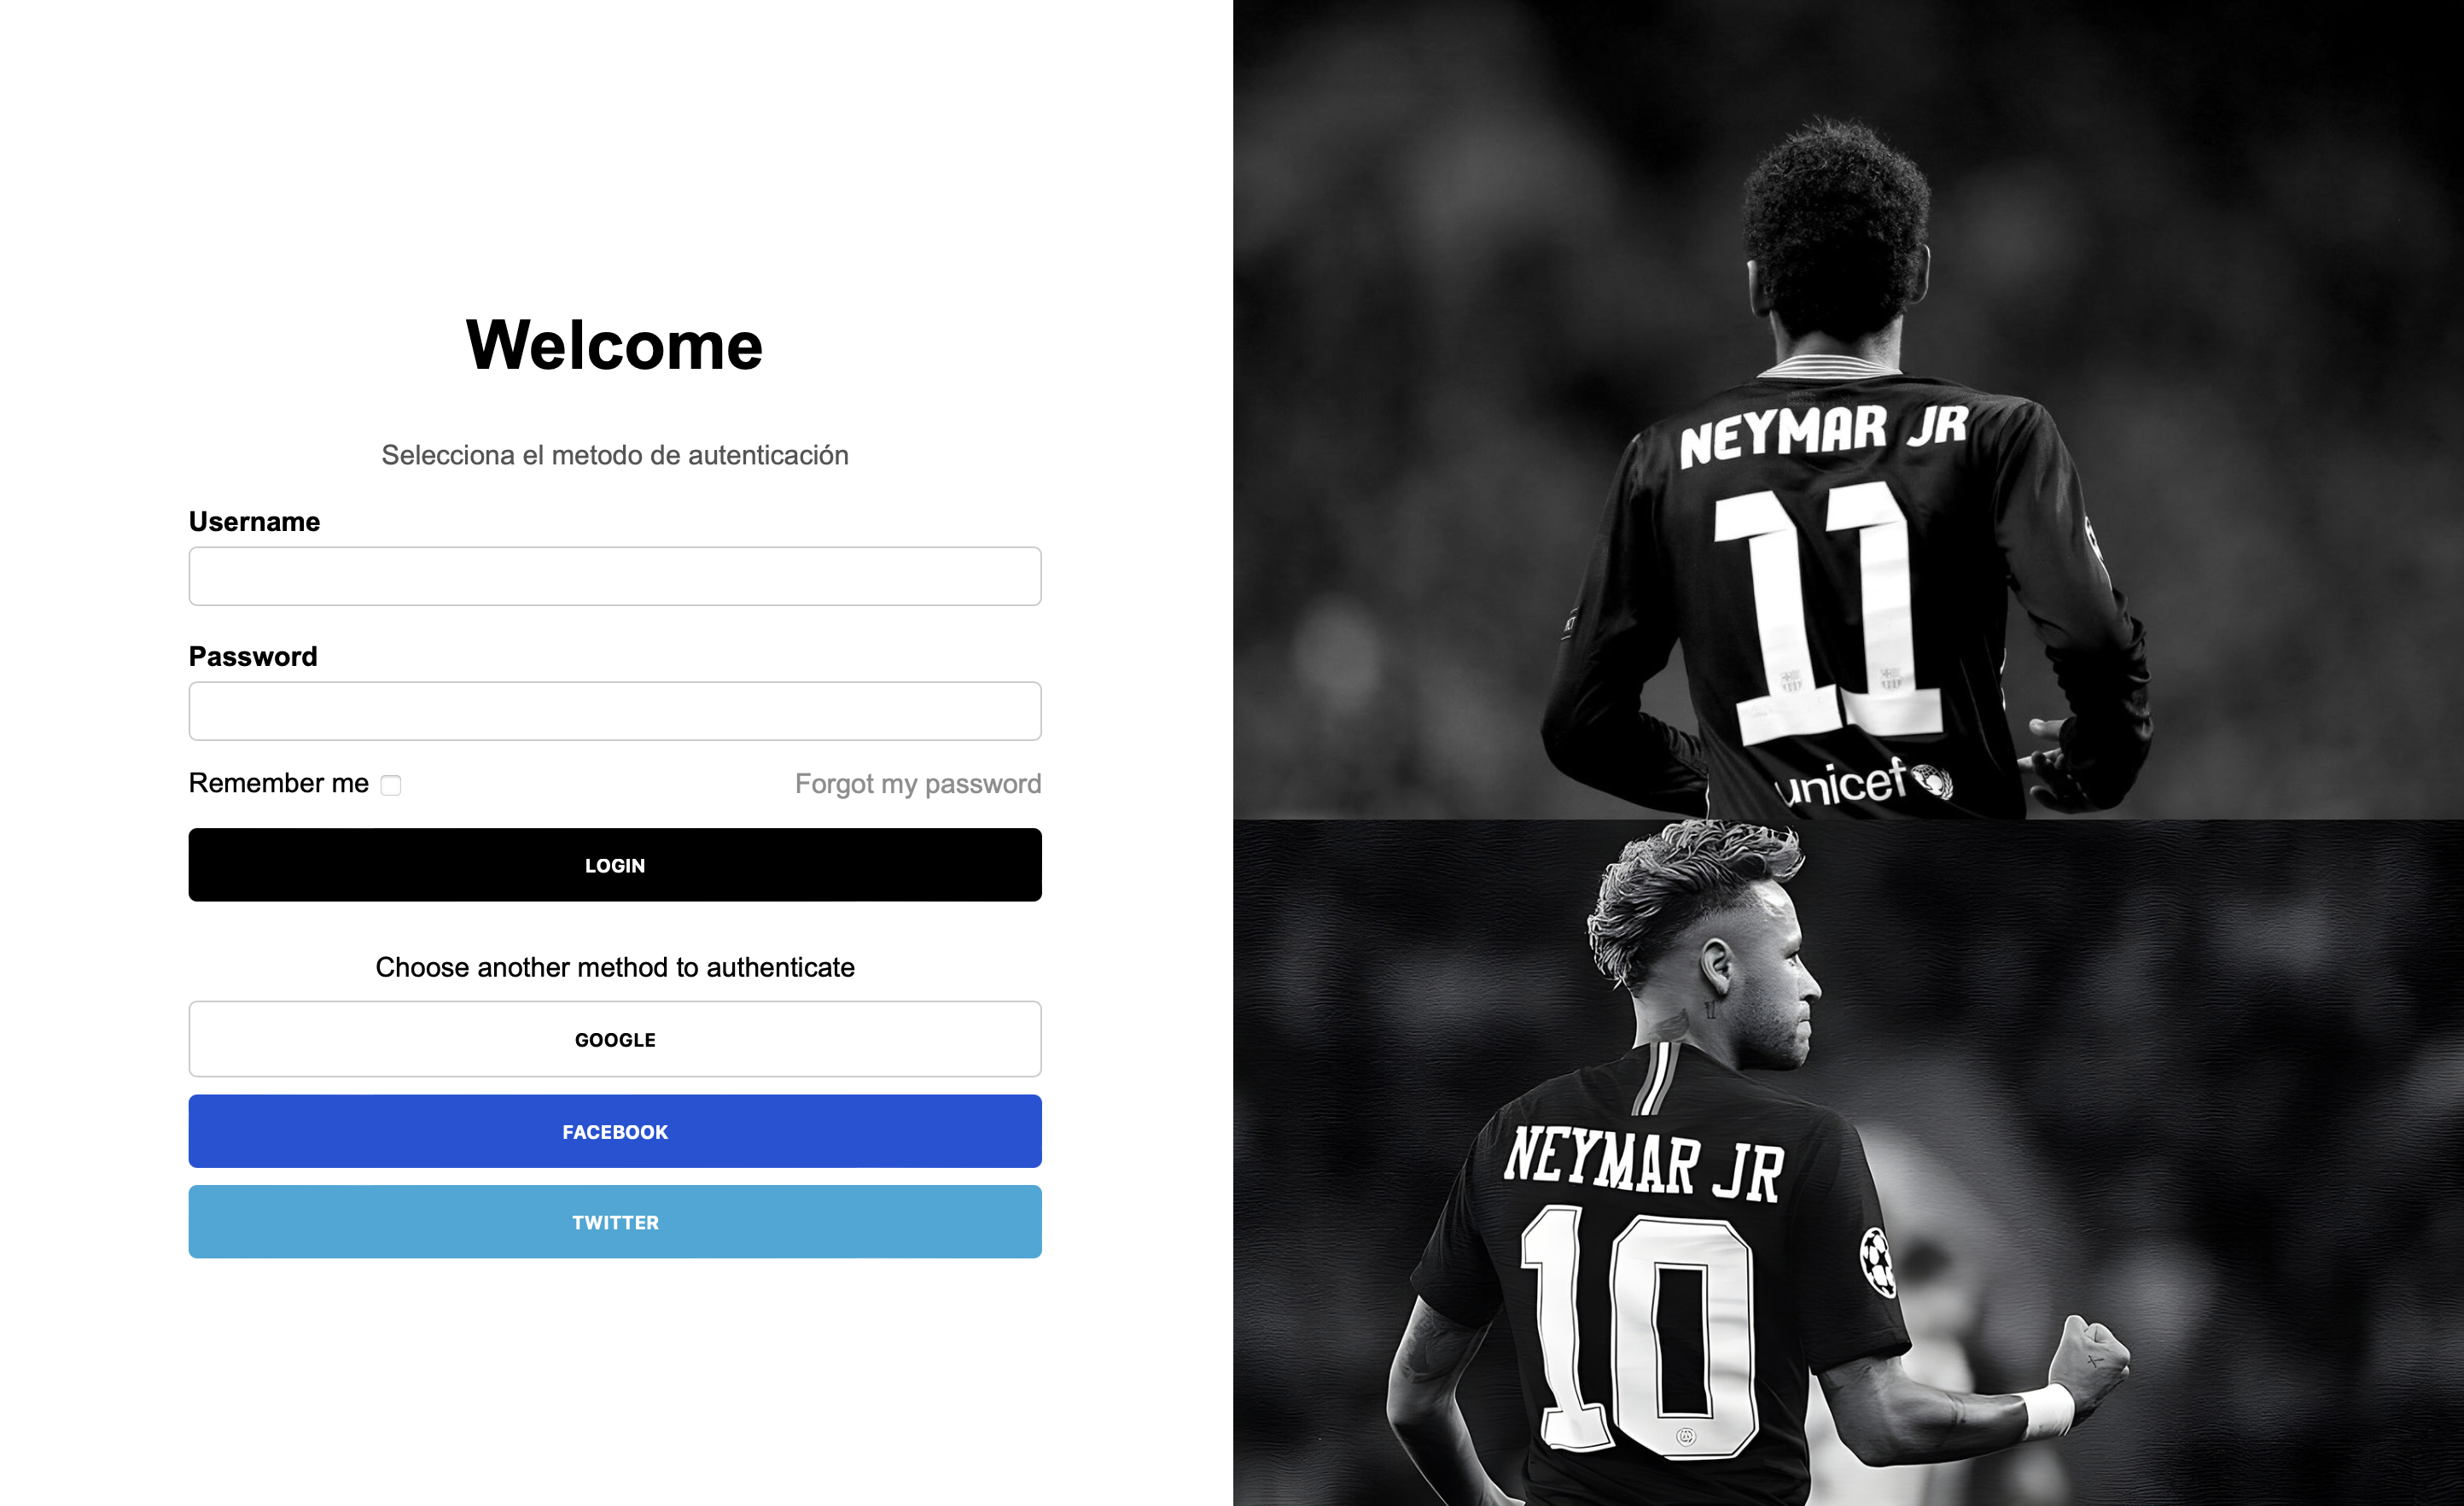 Welcome
Selecciona el metodo de autenticación
Username
Password
Remember me
Forgot my password
LOGIN
Choose another method to authenticate
GOOGLE
FACEBOOK
TWITTER
NEYMAR JR
11
unicef
NEYMAR JR
10